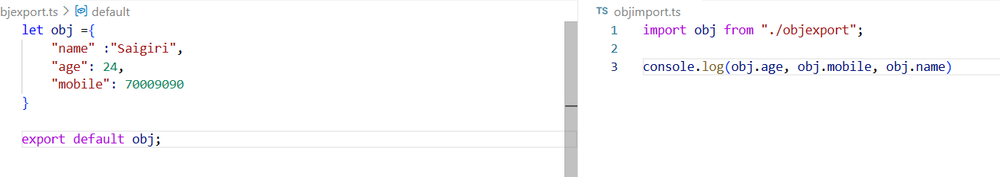 bjexport.ts > default
let obj ={
"name" :"Saigiri",
"age": 24,
"mobile": 70009090
}
export default obj;
TS objimport.ts
1 import obj from "./objexport";
2
3 console.log(obj.age, obj.mobile, obj.name)